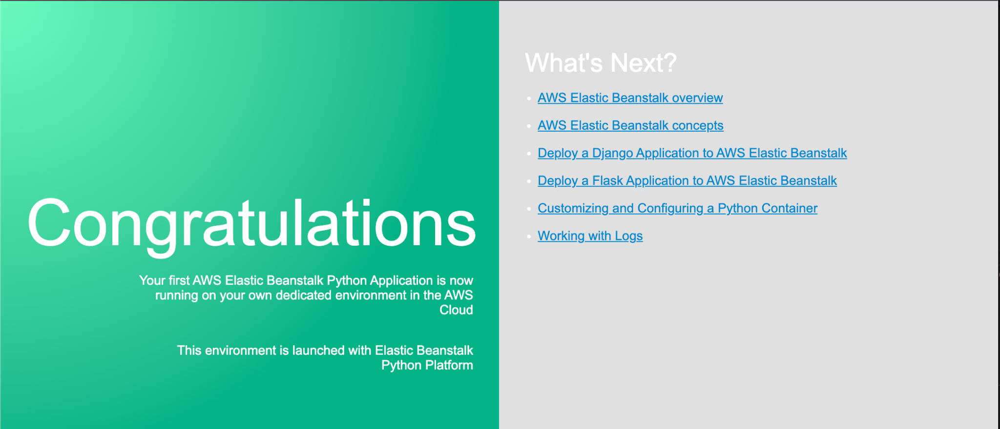 Congratulations
Your first AWS Elastic Beanstalk Python Application is now
running on your own dedicated environment in the AWS
Cloud
This environment is launched with Elastic Beanstalk
Python Platform
What's Next?
AWS Elastic Beanstalk overview
AWS Elastic Beanstalk concepts
Deploy a Django Application to AWS Elastic Beanstalk
Deploy a Flask Application to AWS Elastic Beanstalk
Customizing and Configuring a Python Container
Working with Logs